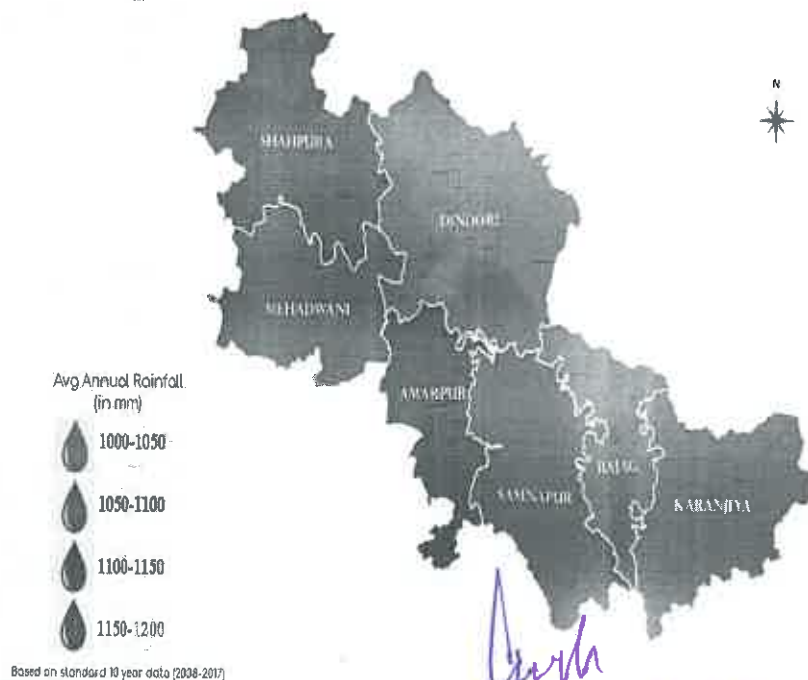 N
SHAHPURA
DINDORI
MEHADWANI
AMARPUR
SAMNAPUR
BAJAG
KARANJIYA
Avg Annual Rainfall
(in mm)
1000-1050
1050-1100
1100-1150
1150-1200
Based on standard 10 year data (2008-2017)